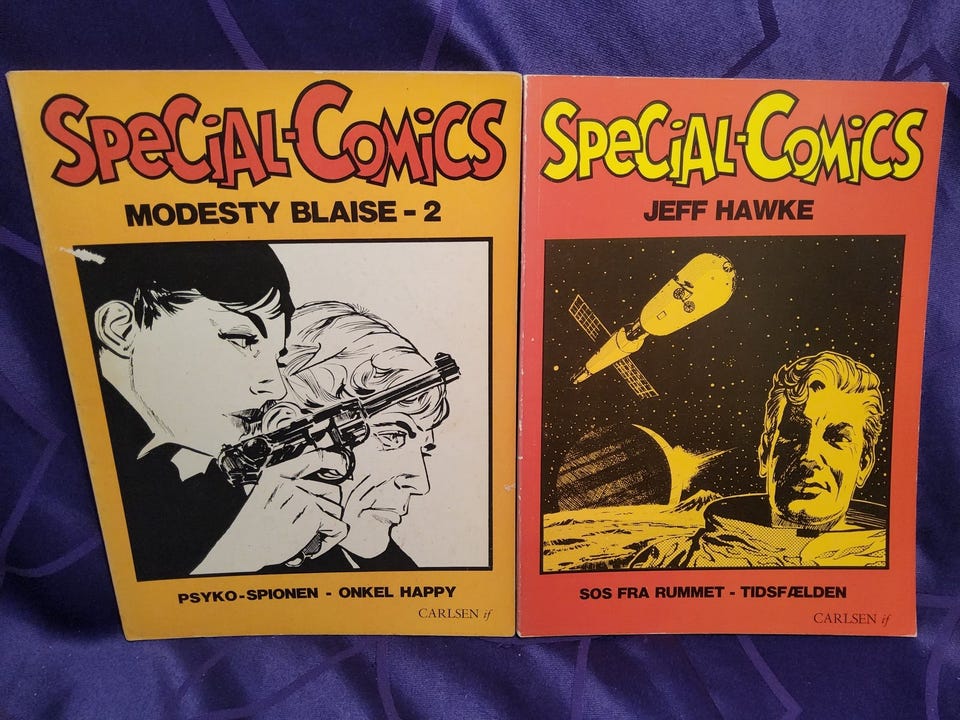 SPeCiAL-CoMiCS
MODESTY BLAISE - 2
PSYKO-SPIONEN - ONKEL HAPPY
CARLSEN if
SPeCiAL-CoMiCS
JEFF HAWKE
SOS FRA RUMMET - TIDSFÆLDEN
CARLSEN if